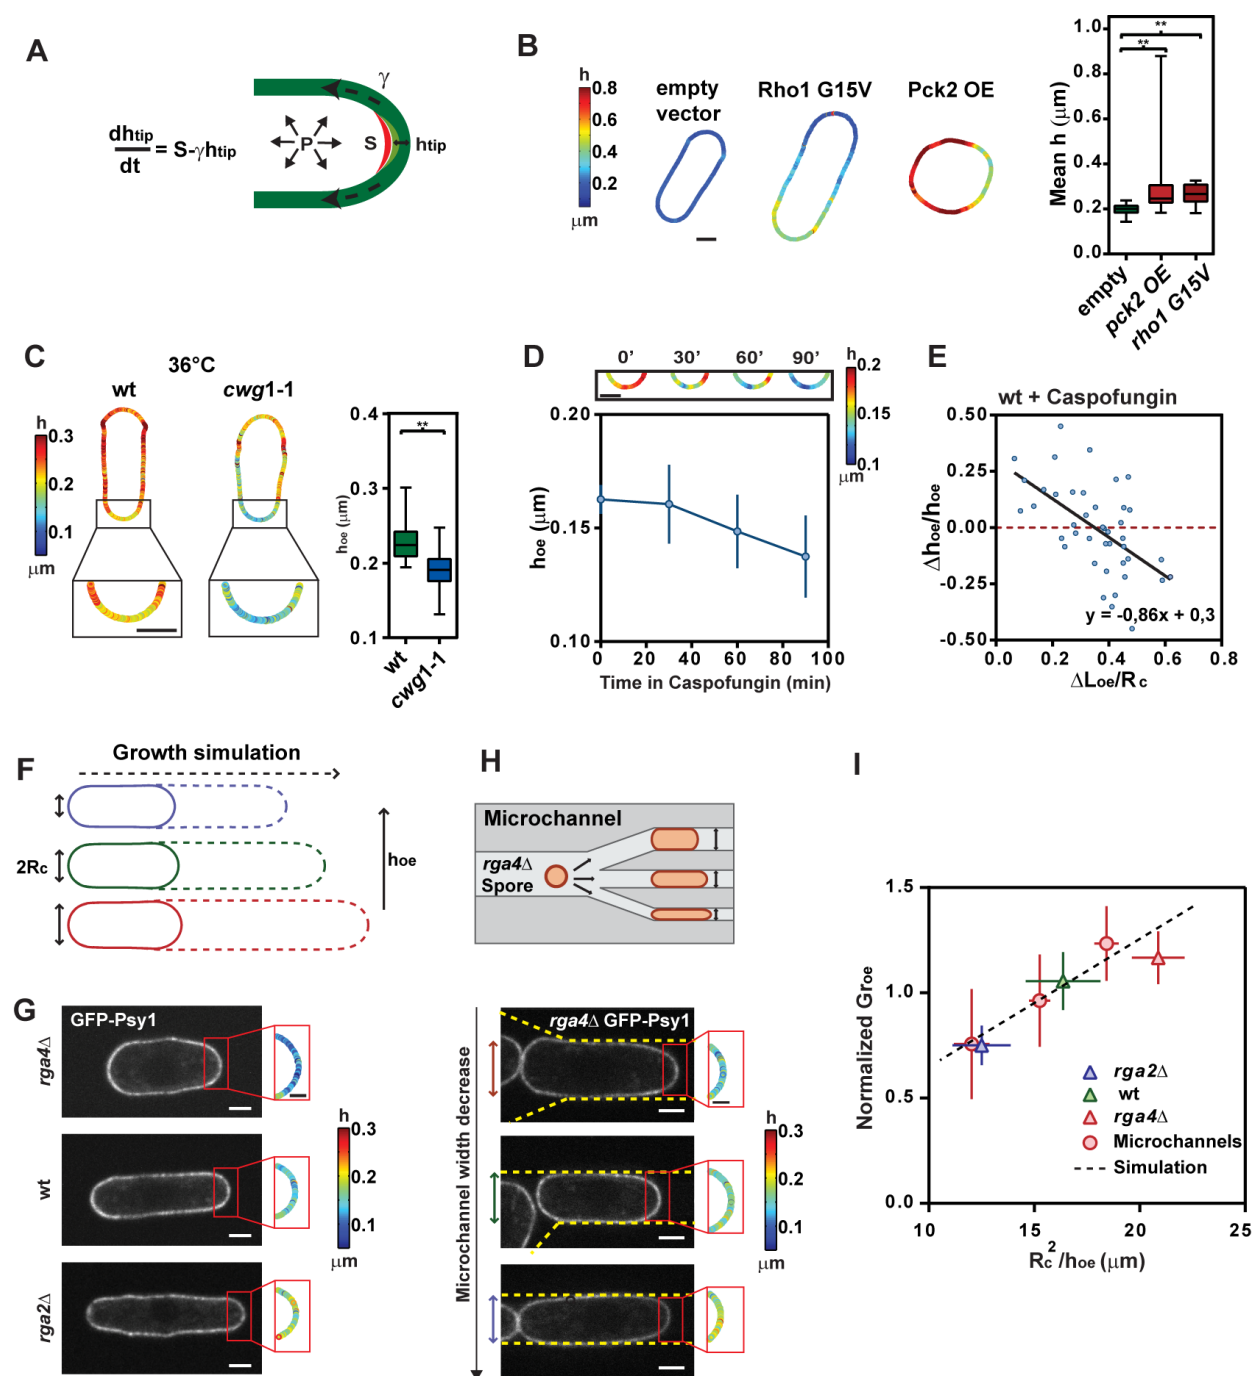 A
dhtip
dt
= S-γhtip
P
S
htip
γ
B
h
0.8
0.6
0.4
0.2
μm
empty
vector
Rho1 G15V
Pck2 OE
Mean h (μm)
1.0
0.8
0.6
0.4
0.2
0.0
**
**
empty
pck2 OE
rho1 G15V
C
36°C
wt
cwg1-1
h
0.3
0.2
0.1
μm
hoe (μm)
0.4
0.3
0.2
0.1
**
wt
cwg1-1
D
0' 30' 60' 90'
h
0.2
0.15
0.1
μm
hoe (μm)
0.20
0.15
0.10
0 20 40 60 80 100
Time in Caspofungin (min)
E
wt + Caspofungin
Δhoe/hoe
0.50
0.25
0.00
-0.25
-0.50
y = -0,86x + 0,3
0.0 0.2 0.4 0.6 0.8
ΔLoe/Rc
F
Growth simulation
2Rc
hoe
G
GFP-Psy1
rga4Δ
wt
rga2Δ
h
0.3
0.2
0.1
μm
H
Microchannel
rga4Δ
Spore
Microchannel width decrease
rga4Δ GFP-Psy1
h
0.3
0.2
0.1
μm
I
Normalized Groe
1.5
1.0
0.5
0.0
rga2Δ
wt
rga4Δ
Microchannels
Simulation
10 15 20 25
Rc²/hoe (μm)